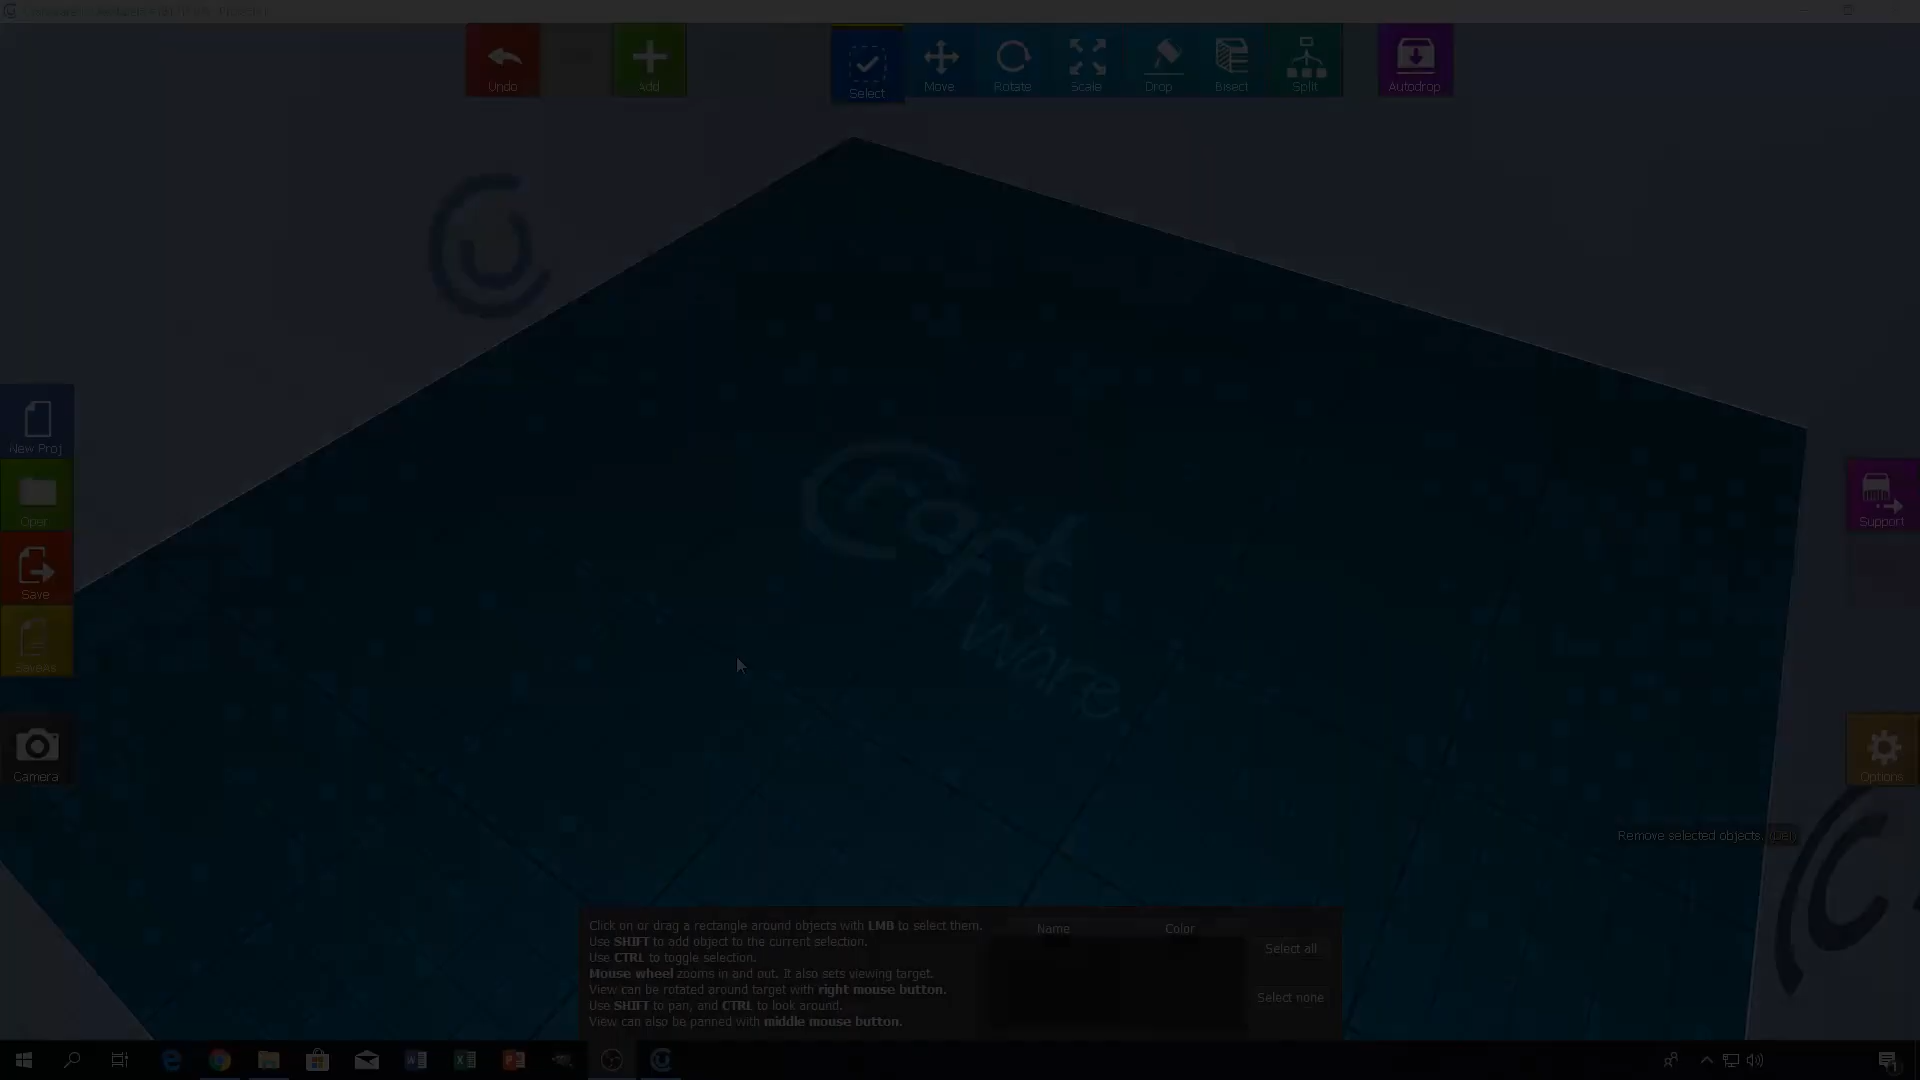 Undo
Add
Select
Move
Rotate
Scale
Drop
Bisect
Split
Autodrop
Craft
Ware
New Proj
Open
Save
SaveAs
Camera
Support
Options
Remove selected objects. (Del)
Click on or drag a rectangle around objects with LMB to select them.
Use SHIFT to add object to the current selection.
Use CTRL to toggle selection.
Mouse wheel zooms in and out. It also sets viewing target.
View can be rotated around target with right mouse button.
Use SHIFT to pan, and CTRL to look around.
View can also be panned with middle mouse button.
Name
Color
Select all
Select none